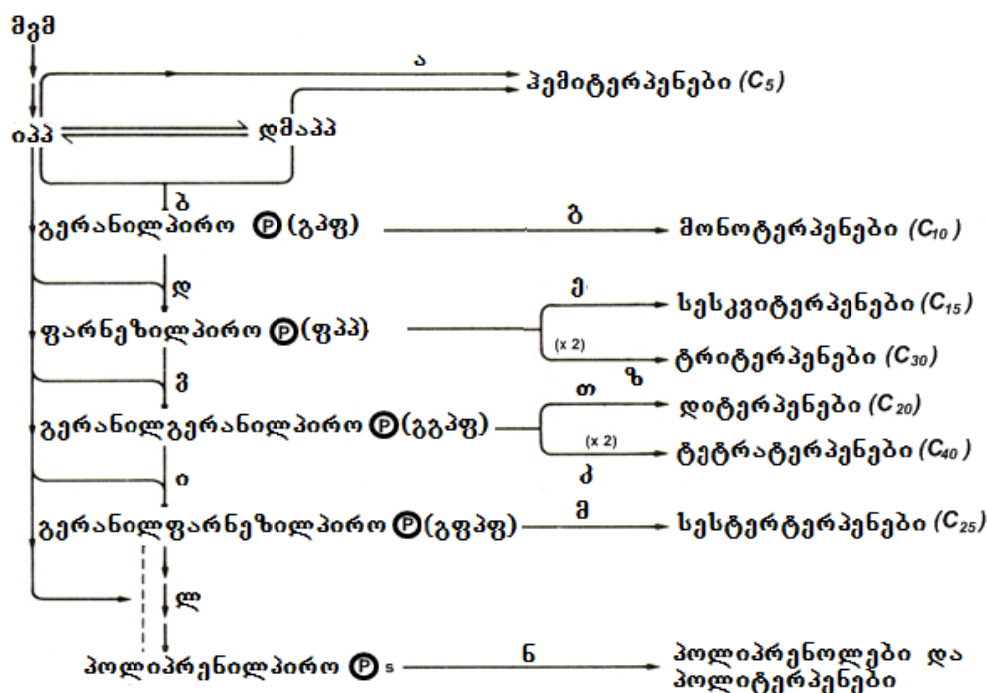 მვმ
ა
ჰემიტერპენები (C5)
იპპ
დმაპპ
ბ
გერანილპირო P (გპფ)
გ
მონოტერპენები (C10)
დ
ე
სესკვიტერპენები (C15)
ფარნეზილპირო P (ფპპ)
(x 2)
ტრიტერპენები (C30)
ზ
ვ
თ
დიტერპენები (C20)
გერანილგერანილპირო P (გგპფ)
(x 2)
ტეტრატერპენები (C40)
ი
კ
გერანილფარნეზილპირო P (გფპფ)
მ
სესტერტერპენები (C25)
ლ
პოლიპრენილპირო P s
ნ
პოლიპრენოლები და
პოლიტერპენები